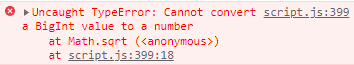 Uncaught TypeError: Cannot convert script.js:399
a BigInt value to a number
at Math.sqrt (<anonymous>)
at script.js:399:18